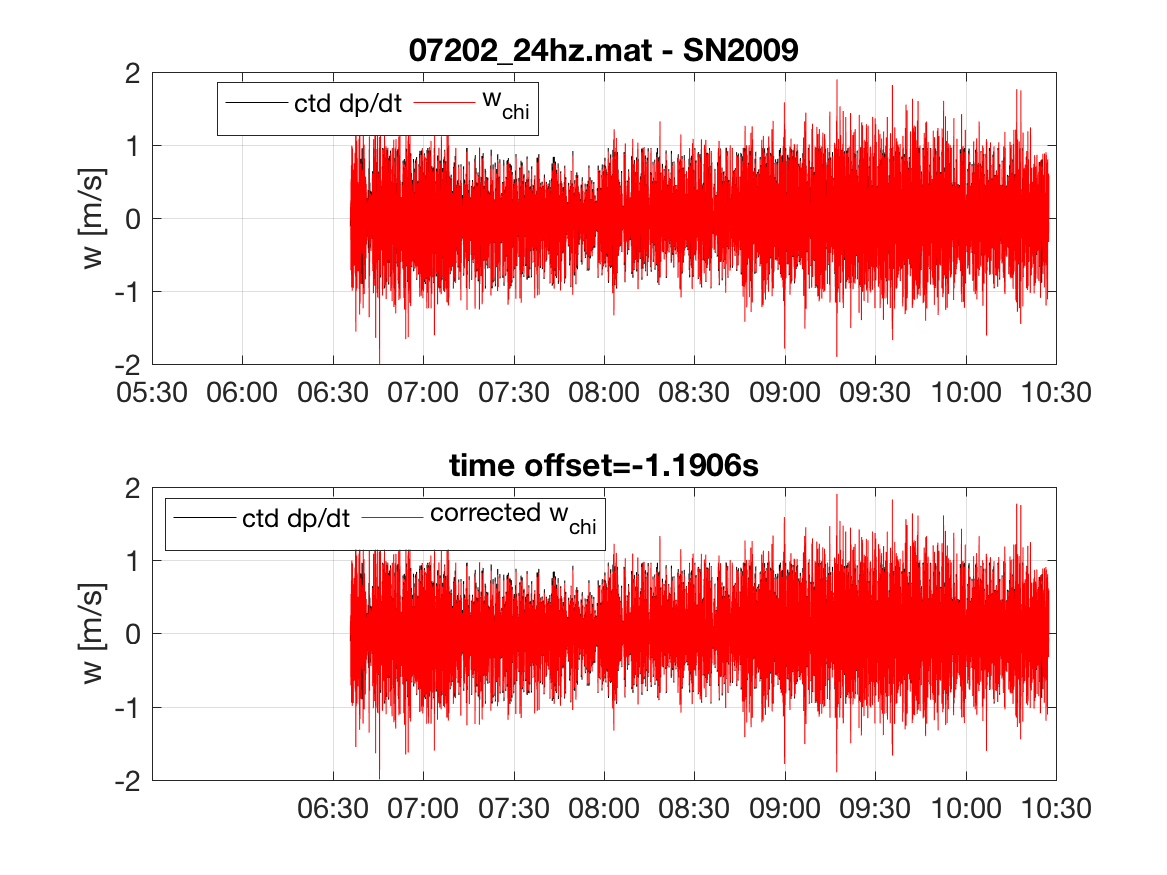 07202_24hz.mat - SN2009
ctd dp/dt w_chi
w [m/s]
2
1
0
-1
-2
05:30 06:00 06:30 07:00 07:30 08:00 08:30 09:00 09:30 10:00 10:30
time offset=-1.1906s
ctd dp/dt corrected w_chi
w [m/s]
2
1
0
-1
-2
06:30 07:00 07:30 08:00 08:30 09:00 09:30 10:00 10:30